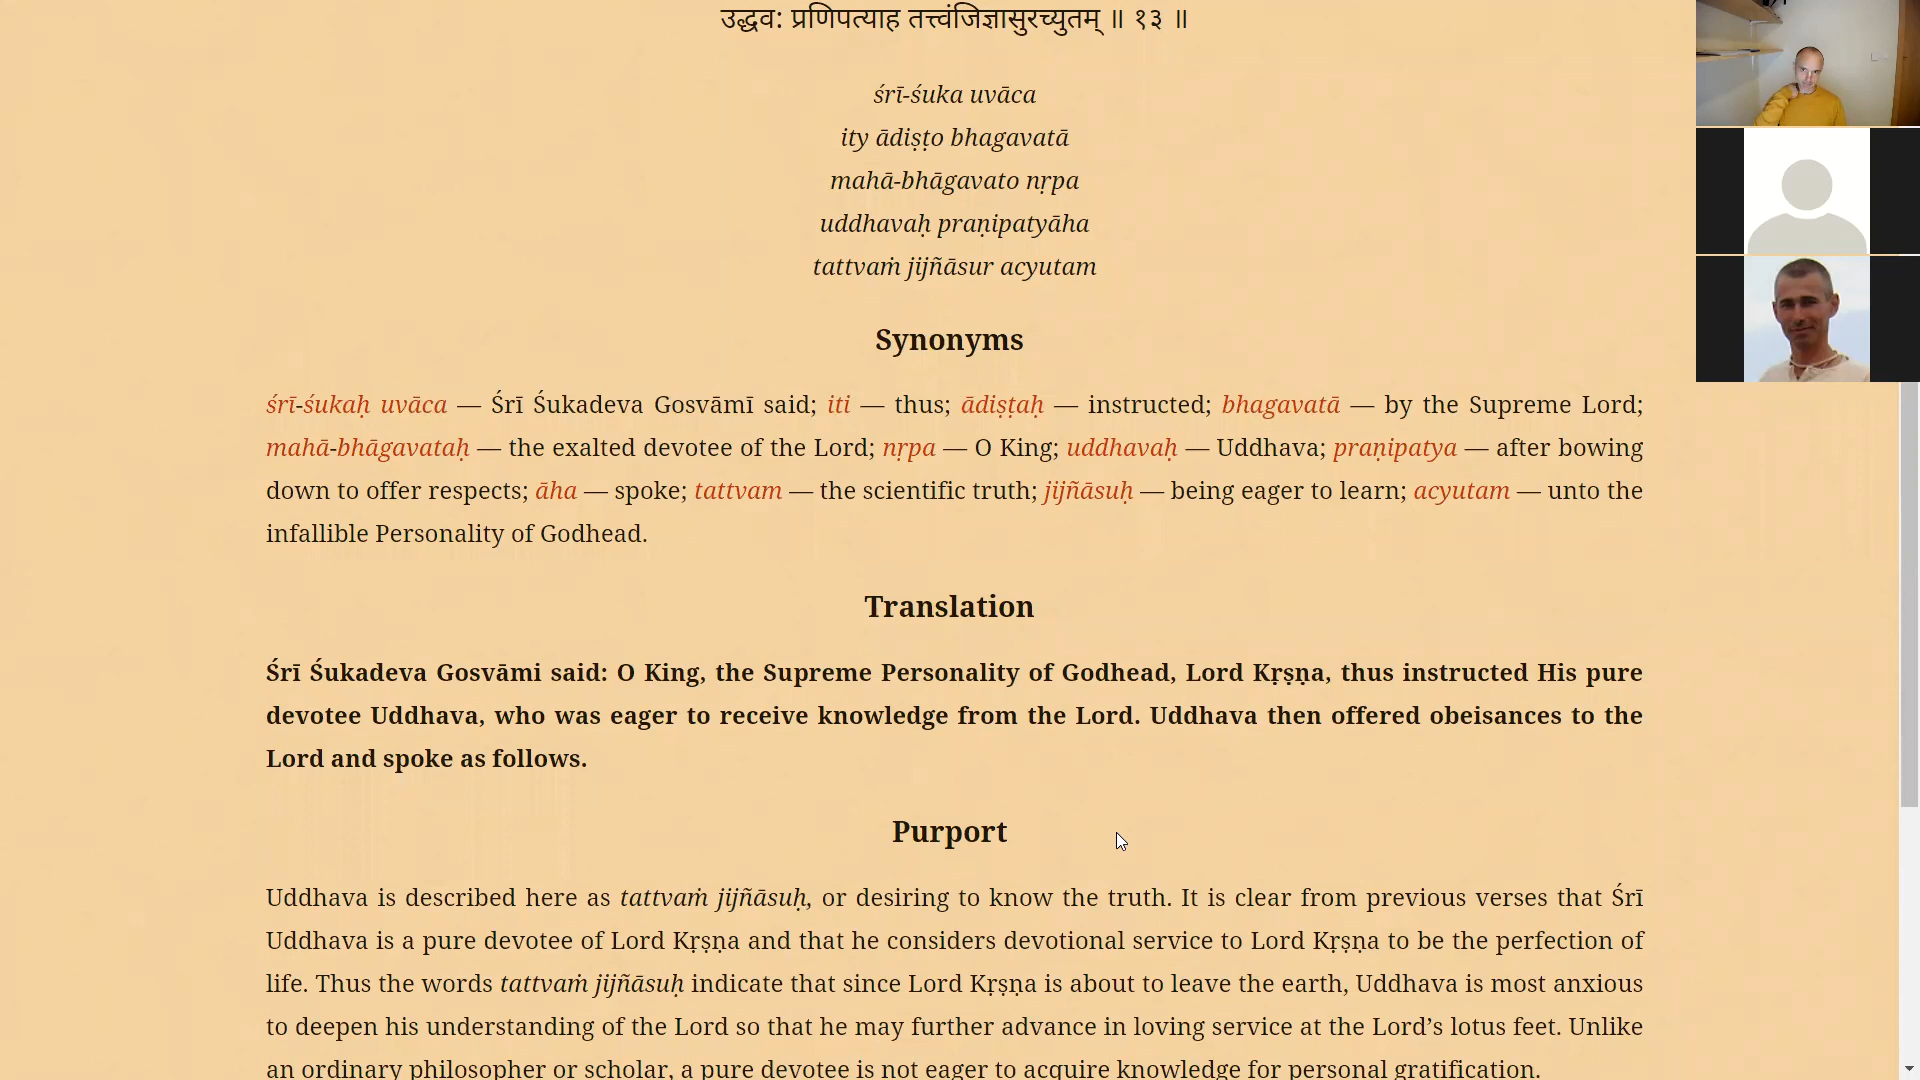 उद्धव: प्रणिपत्याह तत्त्वंजिज्ञासुरच्युतम् ॥ १३ ॥
śrī-śuka uvāca
ity ādiṣṭo bhagavatā
mahā-bhāgavato nṛpa
uddhavaḥ praṇipatyāha
tattvaṁ jijñāsur acyutam
Synonyms
śrī-śukaḥ uvāca — Śrī Śukadeva Gosvāmī said; iti — thus; ādiṣṭaḥ — instructed; bhagavatā — by the Supreme Lord;
mahā-bhāgavataḥ — the exalted devotee of the Lord; nṛpa — O King; uddhavaḥ — Uddhava; praṇipatya — after bowing
down to offer respects; āha — spoke; tattvam — the scientific truth; jijñāsuḥ — being eager to learn; acyutam — unto the
infallible Personality of Godhead.
Translation
Śrī Śukadeva Gosvāmi said: O King, the Supreme Personality of Godhead, Lord Kṛṣṇa, thus instructed His pure
devotee Uddhava, who was eager to receive knowledge from the Lord. Uddhava then offered obeisances to the
Lord and spoke as follows.
Purport
Uddhava is described here as tattvaṁ jijñāsuḥ, or desiring to know the truth. It is clear from previous verses that Śrī
Uddhava is a pure devotee of Lord Kṛṣṇa and that he considers devotional service to Lord Kṛṣṇa to be the perfection of
life. Thus the words tattvaṁ jijñāsuḥ indicate that since Lord Kṛṣṇa is about to leave the earth, Uddhava is most anxious
to deepen his understanding of the Lord so that he may further advance in loving service at the Lord’s lotus feet. Unlike
an ordinary philosopher or scholar, a pure devotee is not eager to acquire knowledge for personal gratification.